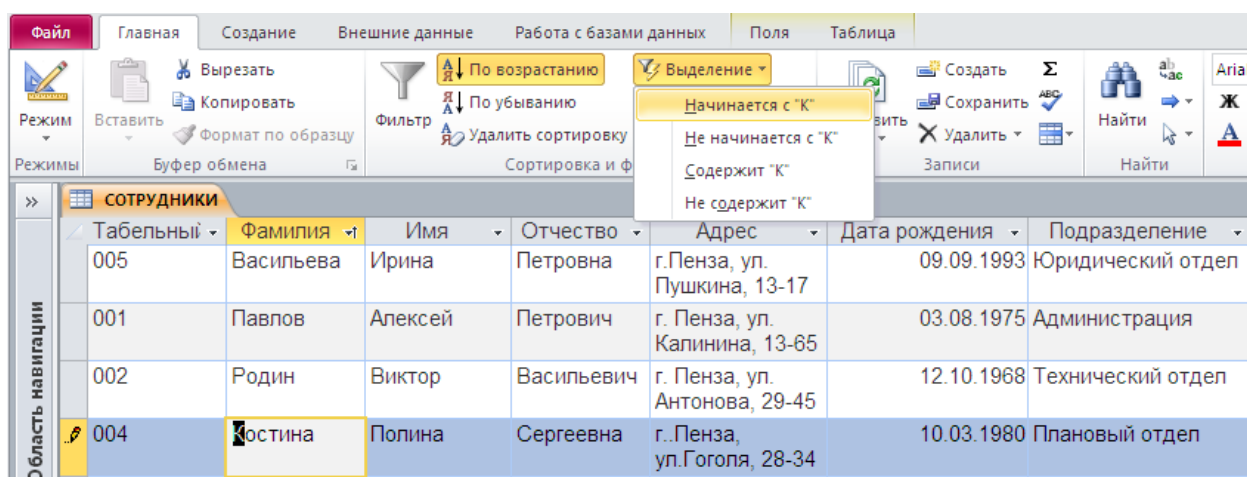 Файл Главная Создание Внешние данные Работа с базами данных Поля Таблица
Режим
Режимы
Вставить
Вырезать
Копировать
Формат по образцу
Буфер обмена
Фильтр
По возрастанию
По убыванию
Удалить сортировку
Сортировка и ф
Выделение
Начинается с "К"
Не начинается с "К"
Содержит "К"
Не содержит "К"
вить
Создать
Сохранить
Удалить
Записи
Σ
ABC
Найти
ab
ac
Найти
Aria
Ж
А
СОТРУДНИКИ
Область навигации
Табельный Фамилия Имя Отчество Адрес Дата рождения Подразделение
005 Васильева Ирина Петровна г.Пенза, ул. 09.09.1993 Юридический отдел
Пушкина, 13-17
001 Павлов Алексей Петрович г. Пенза, ул. 03.08.1975 Администрация
Калинина, 13-65
002 Родин Виктор Васильевич г. Пенза, ул. 12.10.1968 Технический отдел
Антонова, 29-45
004 Костина Полина Сергеевна г..Пенза, 10.03.1980 Плановый отдел
ул.Гоголя, 28-34